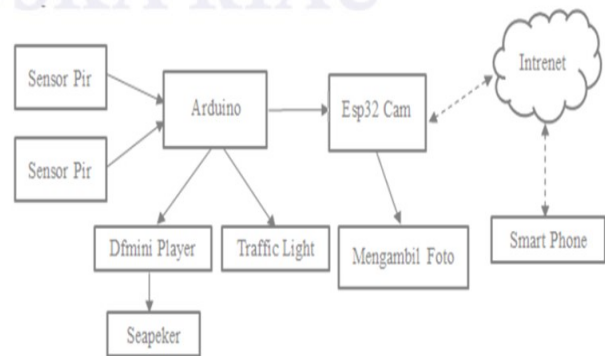 Sensor Pir
Arduino
Esp32 Cam
Intrenet
Sensor Pir
Dfmini Player
Traffic Light
Mengambil Foto
Smart Phone
Seapeker